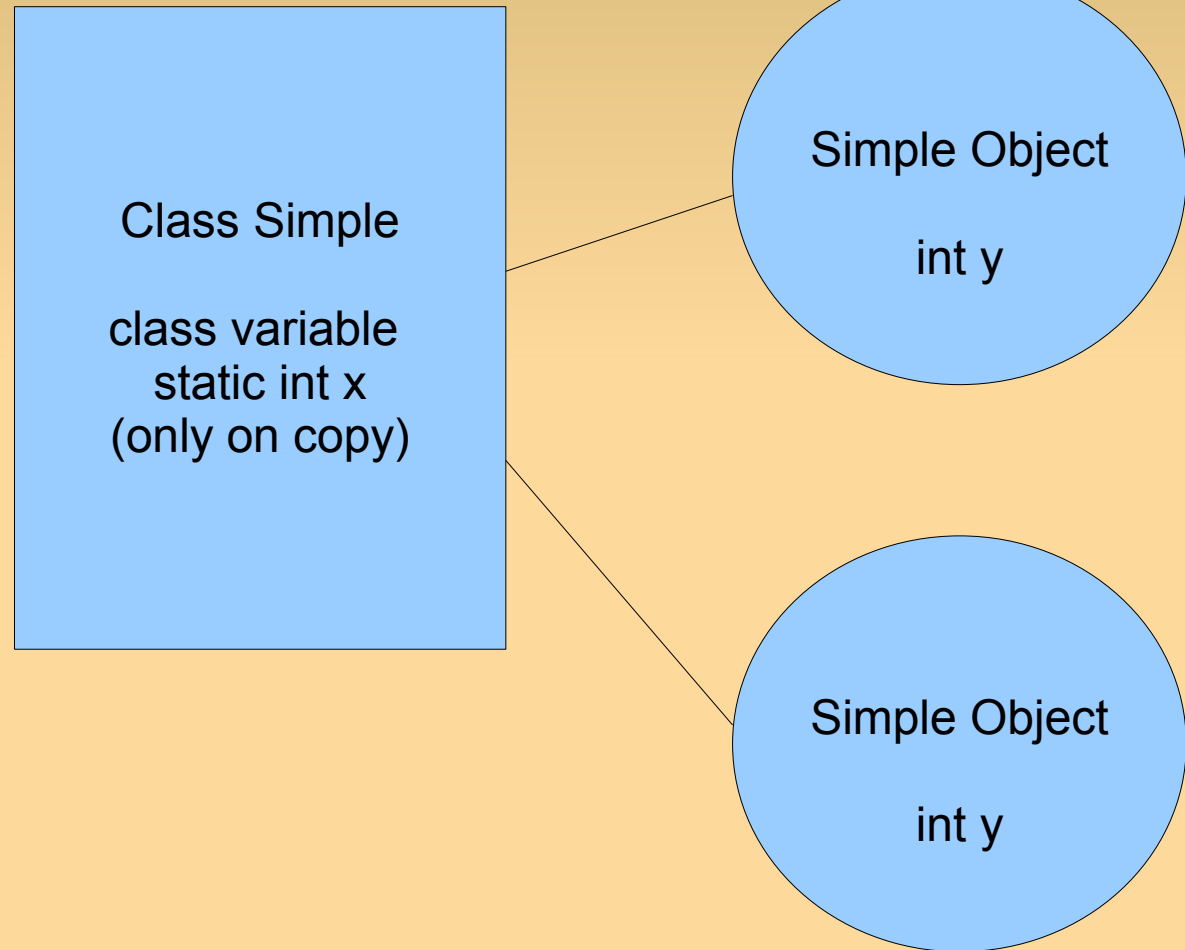 Class Simple
class variable
static int x
(only on copy)
Simple Object
int y
Simple Object
int y